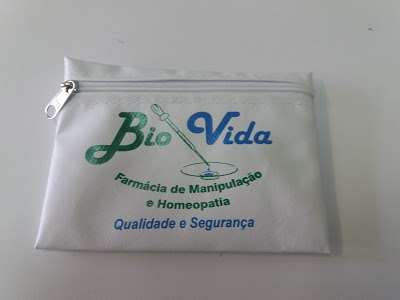 Bio Vida
Farmácia de Manipulação
e Homeopatia
Qualidade e Segurança